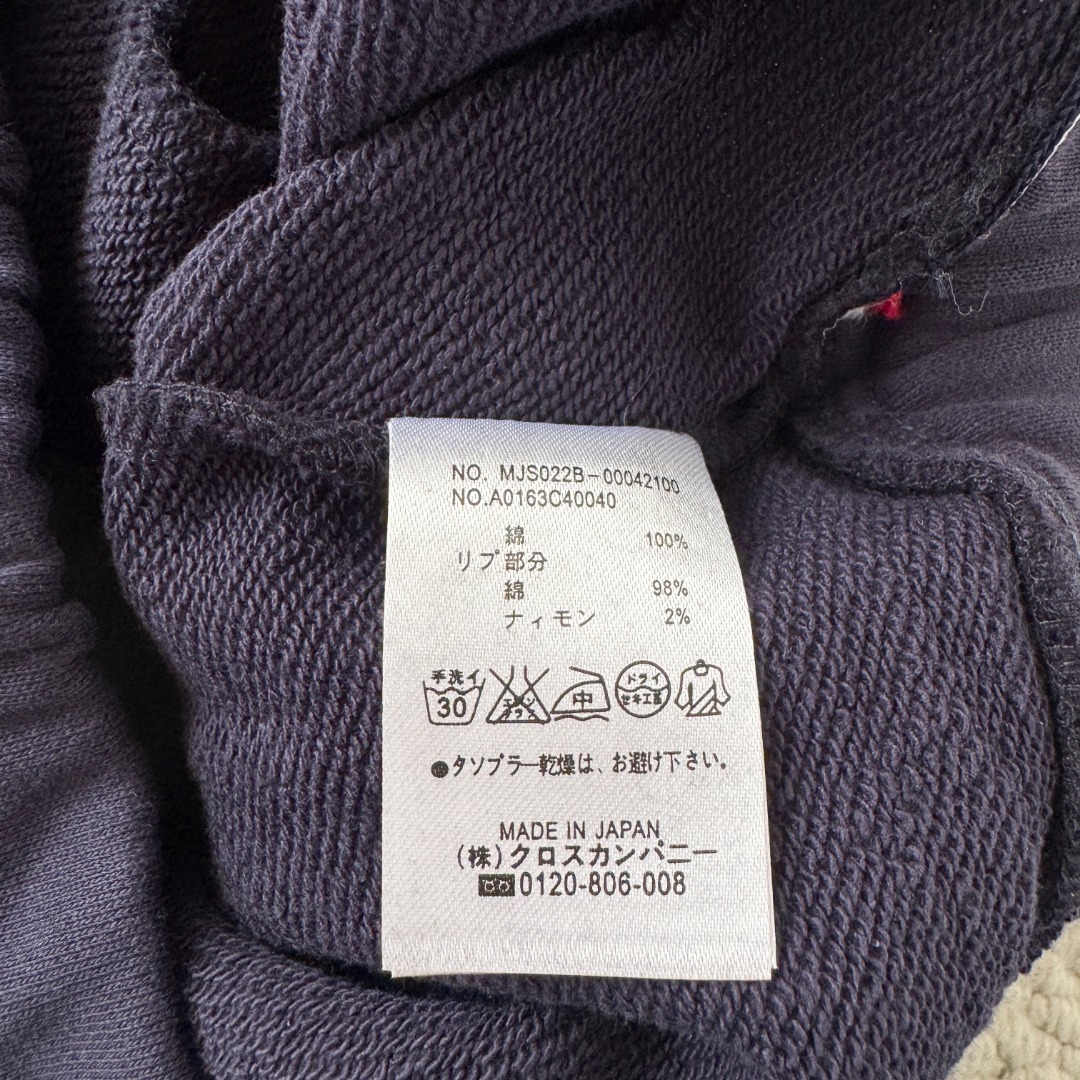 NO. MJS022B-00042100
NO.A0163C40040
綿 100%
リプ部分
綿 98%
ナィモン 2%
手洗イ
30
中
ドライ
セキユ系
●タソプラー乾燥は、お避け下さい。
MADE IN JAPAN
(株)クロスカンパニー
0120-806-008